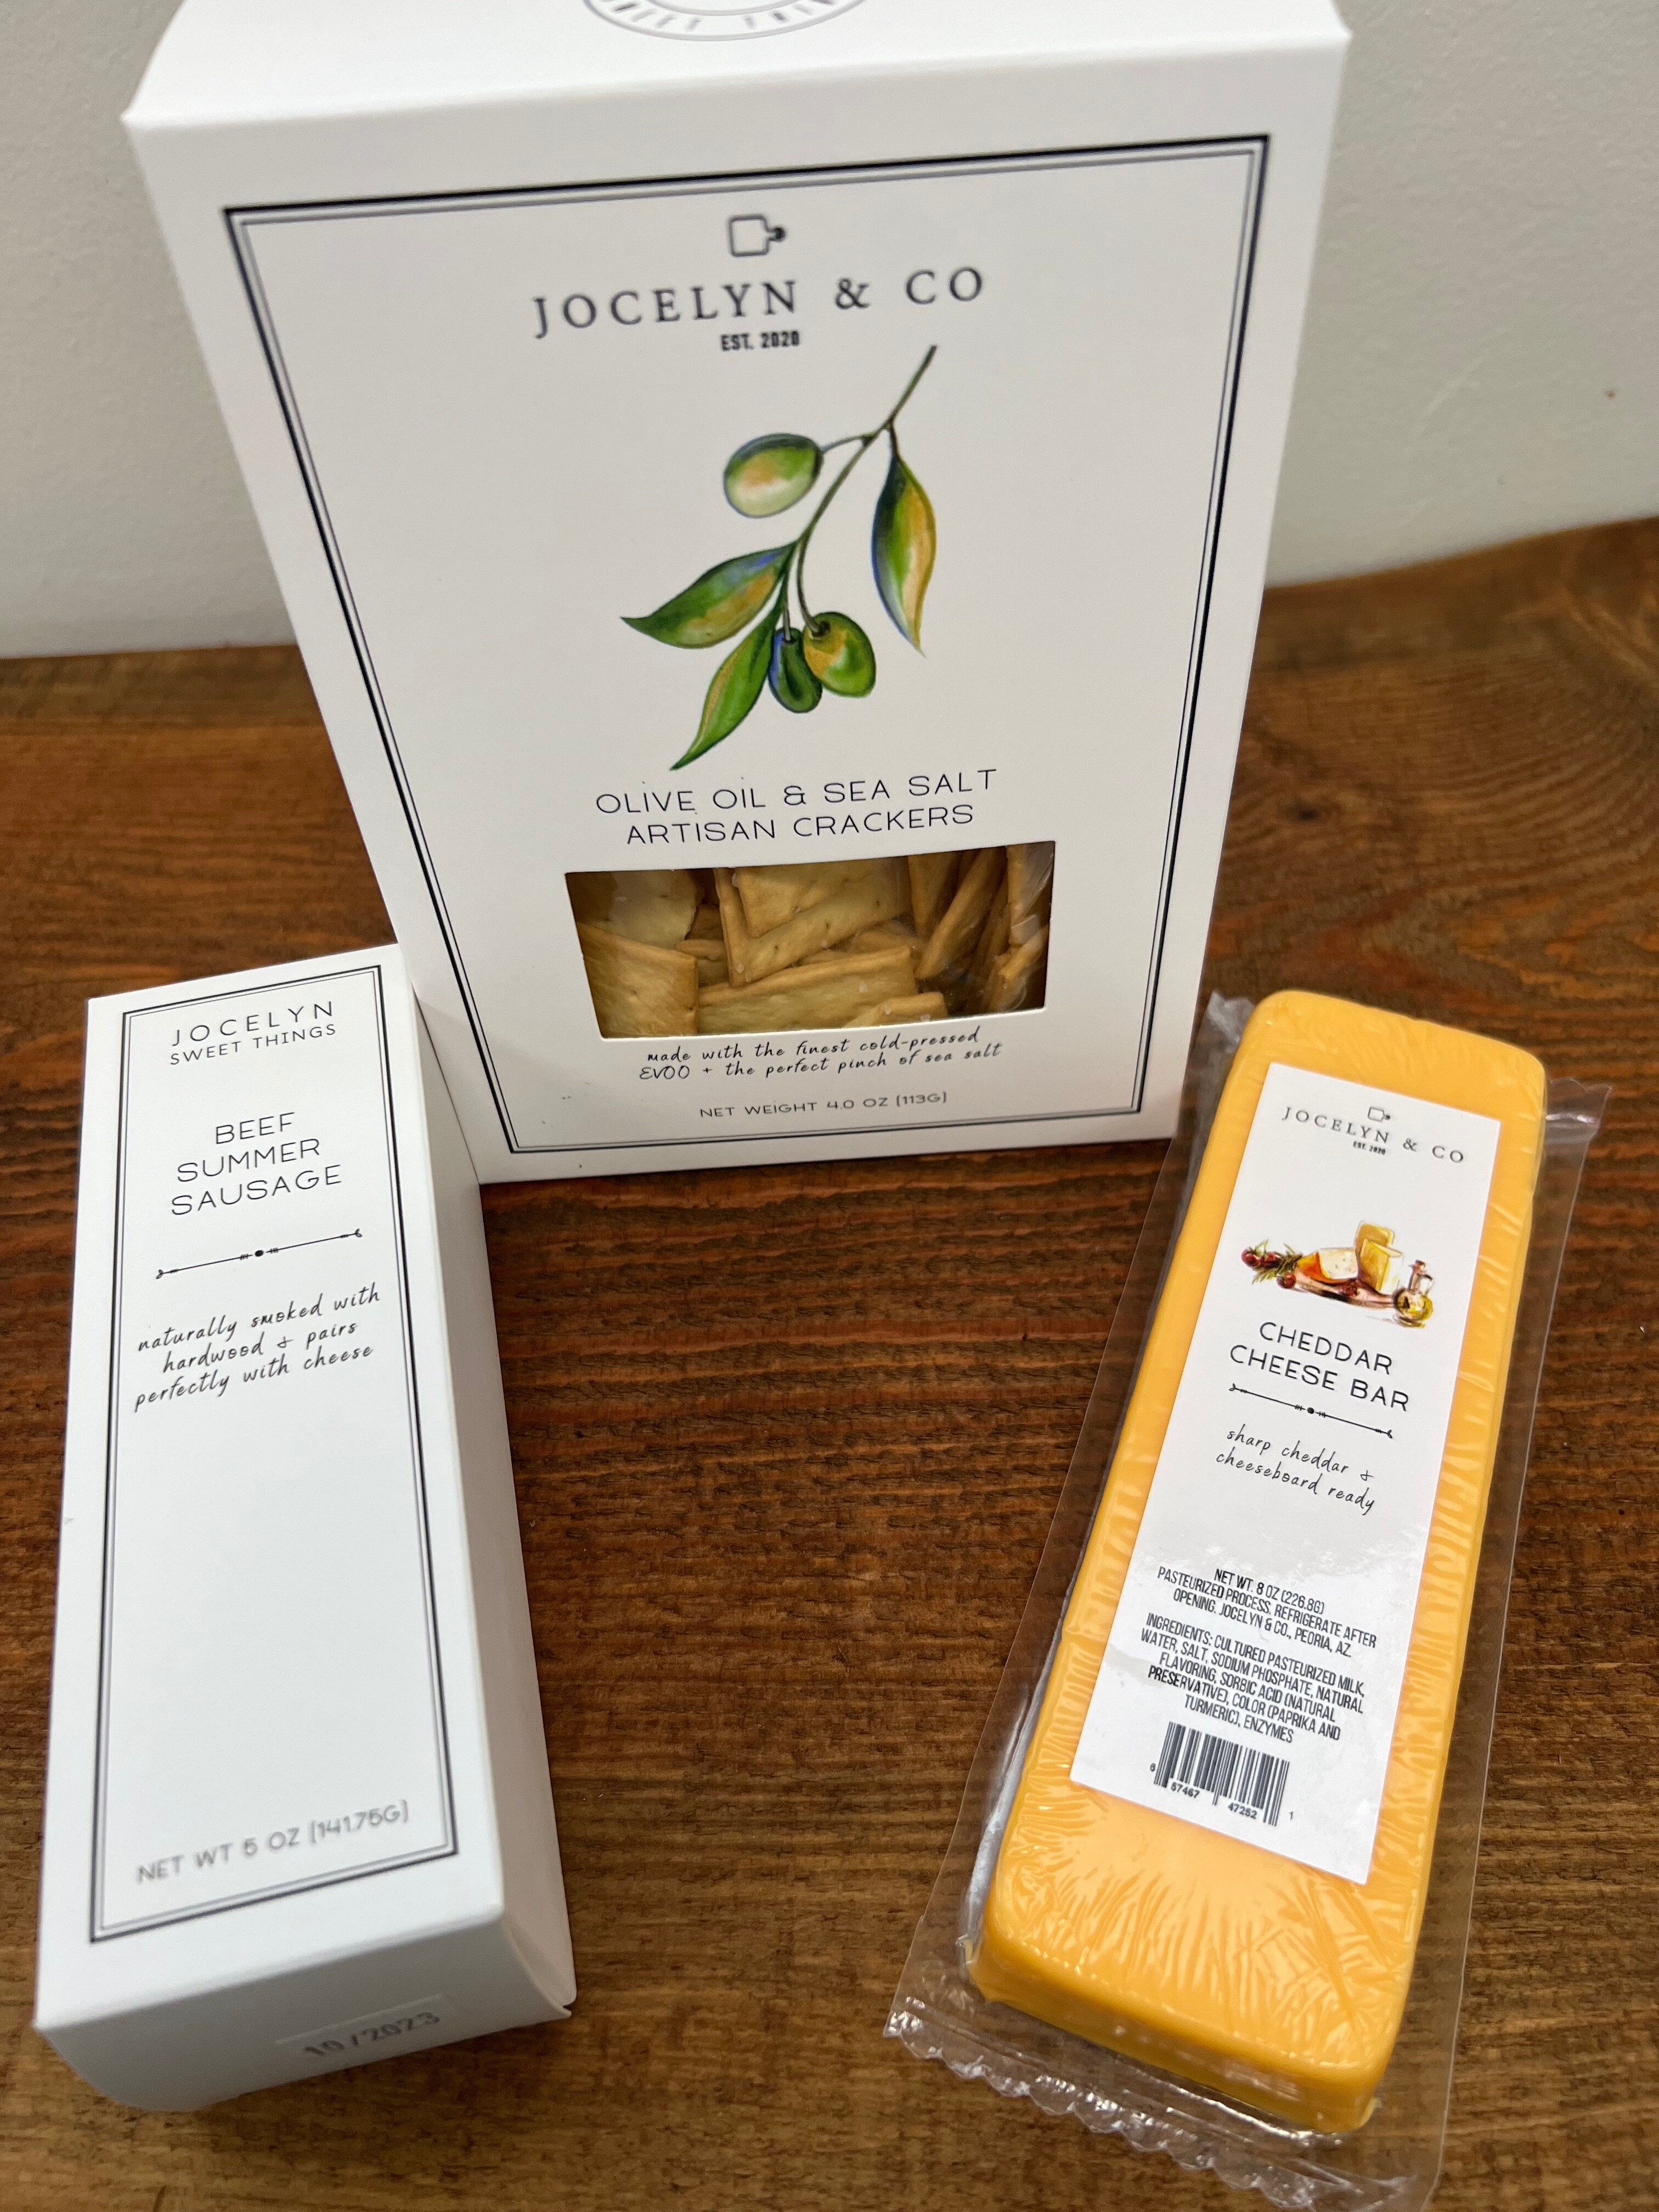 JOCELYN & CO
EST. 2020
OLIVE OIL & SEA SALT
ARTISAN CRACKERS
made with the finest cold-pressed
EVOO + the perfect pinch of sea salt
NET WEIGHT 4.0 OZ (113G)
JOCELYN
SWEET THINGS
BEEF
SUMMER
SAUSAGE
naturally smoked with
hardwood & pairs
perfectly with cheese
NET WT 5 OZ (141.75G)
10/2023
JOCELYN & CO
EST. 2020
CHEDDAR
CHEESE BAR
sharp cheddar &
cheeseboard ready
NET WT. 8 OZ (226.8G)
PASTEURIZED PROCESS. REFRIGERATE AFTER
OPENING. JOCELYN & CO., PEORIA, AZ.
INGREDIENTS: CULTURED PASTEURIZED MILK,
WATER, SALT, SODIUM PHOSPHATE, NATURAL
FLAVORING, SORBIC ACID (NATURAL
PRESERVATIVE), COLOR (PAPRIKA AND
TURMERIC), ENZYMES
6 57467 47252 1